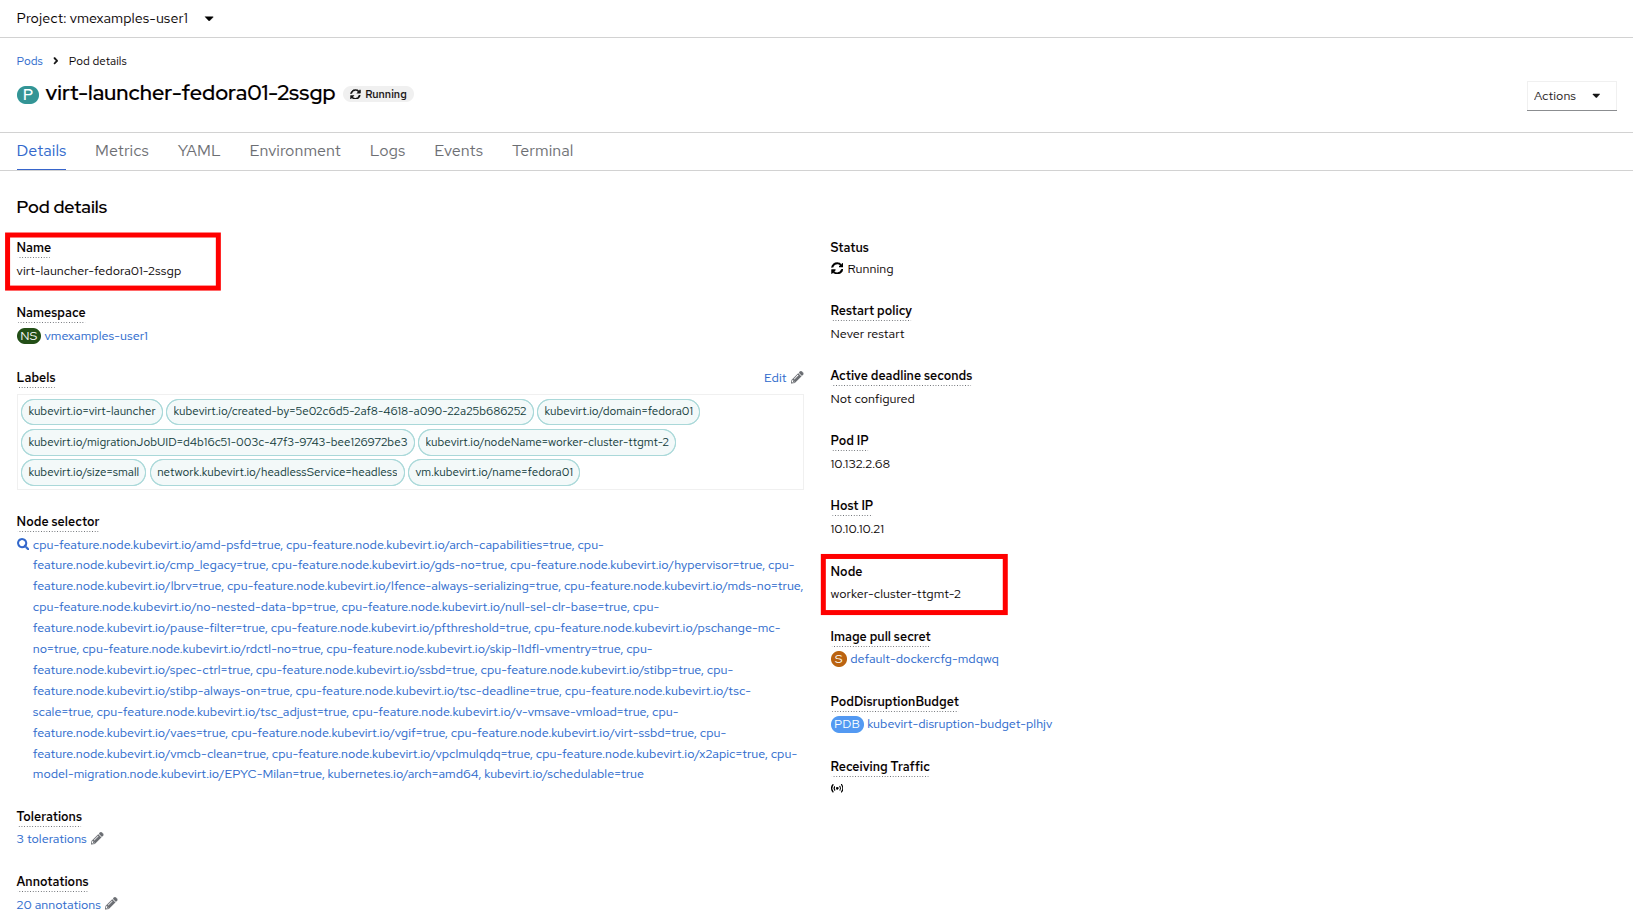 Project: vmexamples-user1
Pods > Pod details
P virt-launcher-fedora01-2ssgp Running
Actions
Details Metrics YAML Environment Logs Events Terminal
Pod details
Name
virt-launcher-fedora01-2ssgp
Namespace
NS vmexamples-user1
Labels
Edit
kubevirt.io=virt-launcher kubevirt.io/created-by=5e02c6d5-2af8-4618-a090-22a25b686252 kubevirt.io/domain=fedora01
kubevirt.io/migrationJobUID=d4b16c51-003c-47f3-9743-bee126972be3 kubevirt.io/nodeName=worker-cluster-ttgmt-2
kubevirt.io/size=small network.kubevirt.io/headlessService=headless vm.kubevirt.io/name=fedora01
Node selector
cpu-feature.node.kubevirt.io/amd-psfd=true, cpu-feature.node.kubevirt.io/arch-capabilities=true, cpu-
feature.node.kubevirt.io/cmp_legacy=true, cpu-feature.node.kubevirt.io/gds-no=true, cpu-feature.node.kubevirt.io/hypervisor=true, cpu-
feature.node.kubevirt.io/lbrv=true, cpu-feature.node.kubevirt.io/lfence-always-serializing=true, cpu-feature.node.kubevirt.io/mds-no=true,
cpu-feature.node.kubevirt.io/no-nested-data-bp=true, cpu-feature.node.kubevirt.io/null-sel-clr-base=true, cpu-
feature.node.kubevirt.io/pause-filter=true, cpu-feature.node.kubevirt.io/pfthreshold=true, cpu-feature.node.kubevirt.io/pschange-mc-
no=true, cpu-feature.node.kubevirt.io/rdctl-no=true, cpu-feature.node.kubevirt.io/skip-l1dfl-vmentry=true, cpu-
feature.node.kubevirt.io/spec-ctrl=true, cpu-feature.node.kubevirt.io/ssbd=true, cpu-feature.node.kubevirt.io/stibp=true, cpu-
feature.node.kubevirt.io/stibp-always-on=true, cpu-feature.node.kubevirt.io/tsc-deadline=true, cpu-feature.node.kubevirt.io/tsc-
scale=true, cpu-feature.node.kubevirt.io/tsc_adjust=true, cpu-feature.node.kubevirt.io/v-vmsave-vmload=true, cpu-
feature.node.kubevirt.io/vaes=true, cpu-feature.node.kubevirt.io/vgif=true, cpu-feature.node.kubevirt.io/virt-ssbd=true, cpu-
feature.node.kubevirt.io/vmcb-clean=true, cpu-feature.node.kubevirt.io/vpclmulqdq=true, cpu-feature.node.kubevirt.io/x2apic=true, cpu-
model-migration.node.kubevirt.io/EPYC-Milan=true, kubernetes.io/arch=amd64, kubevirt.io/schedulable=true
Tolerations
3 tolerations
Annotations
20 annotations
Status
Running
Restart policy
Never restart
Active deadline seconds
Not configured
Pod IP
10.132.2.68
Host IP
10.10.10.21
Node
worker-cluster-ttgmt-2
Image pull secret
S default-dockercfg-mdqwq
PodDisruptionBudget
PDB kubevirt-disruption-budget-plhjv
Receiving Traffic